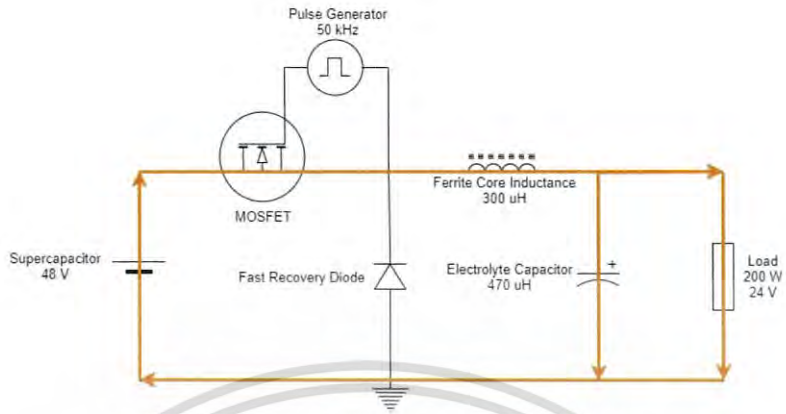 Pulse Generator
50 kHz
MOSFET
Ferrite Core Inductance
300 uH
Supercapacitor
48 V
Fast Recovery Diode
Electrolyte Capacitor
470 uH
+
Load
200 W
24 V